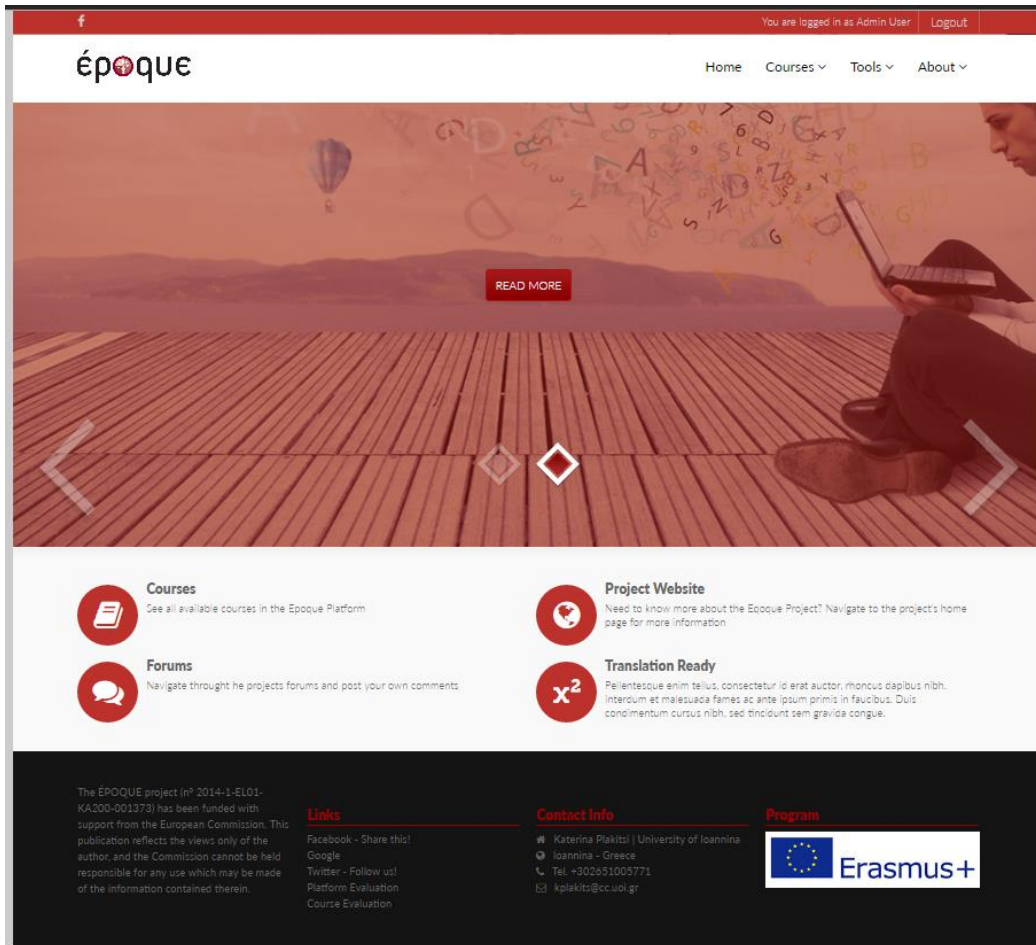 You are logged in as Admin User
Logout
époque
Home
Courses
Tools
About
READ MORE
Courses
See all available courses in the Epoque Platform
Project Website
Need to know more about the Epoque Project? Navigate to the project's home
page for more information
Forums
Navigate throught he projects forums and post your own comments
Translation Ready
Pellentesque enim tellus, consectetur id erat auctor, rhoncus dapibus nibh.
Interdum et malesuada fames ac ante ipsum primis in faucibus. Duis
condimentum cursus nibh, sed tincidunt sem gravida congue.
x²
The ÉPOQUE project (nº 2014-1-EL01-
KA200-001373) has been funded with
support from the European Commission. This
publication reflects the views only of the
author, and the Commission cannot be held
responsible for any use which may be made
of the information contained therein.
Links
Facebook - Share this!
Google
Twitter - Follow us!
Platform Evaluation
Course Evaluation
Contact Info
Katerina Plakitsi | University of Ioannina
Ioannina - Greece
Tel. +302651005771
kplakits@cc.uoi.gr
Program
Erasmus+